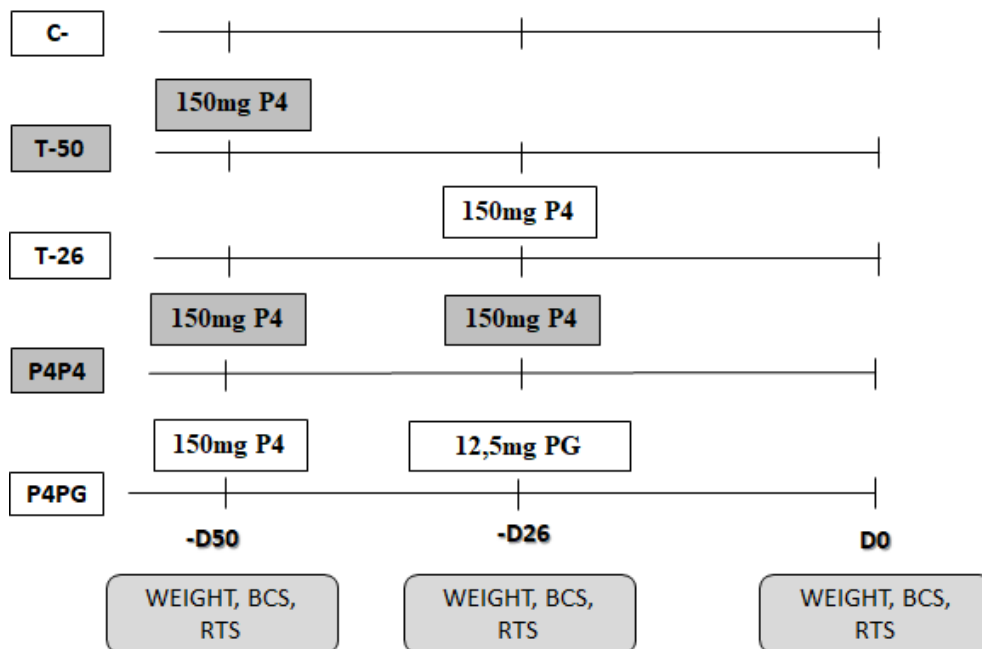 C-
150mg P4
T-50
150mg P4
T-26
150mg P4 150mg P4
P4P4
150mg P4 12,5mg PG
P4PG
-D50 -D26 D0
WEIGHT, BCS, WEIGHT, BCS, WEIGHT, BCS,
RTS RTS RTS